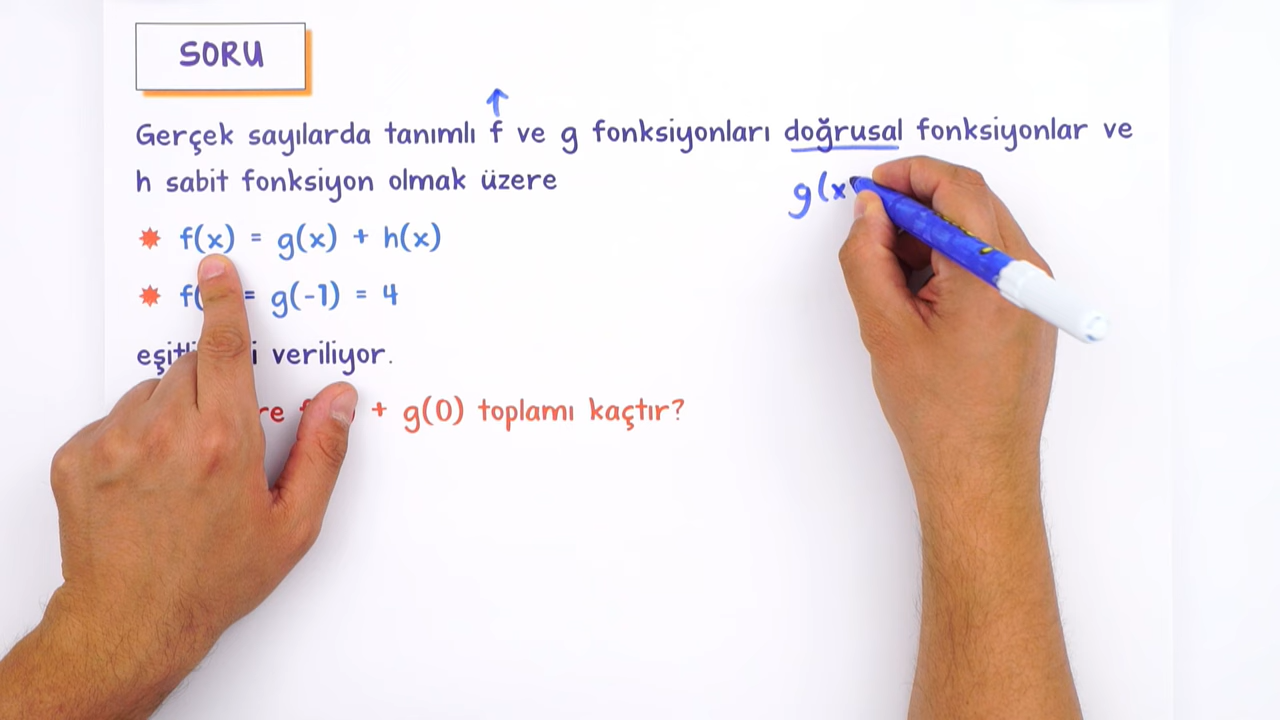 SORU
Gerçek sayılarda tanımlı f ve g fonksiyonları doğrusal fonksiyonlar ve
h sabit fonksiyon olmak üzere
f(x) = g(x) + h(x)
= g(-1) = 4
veriliyor.
+ g(0) toplamı kaçtır?
g(x